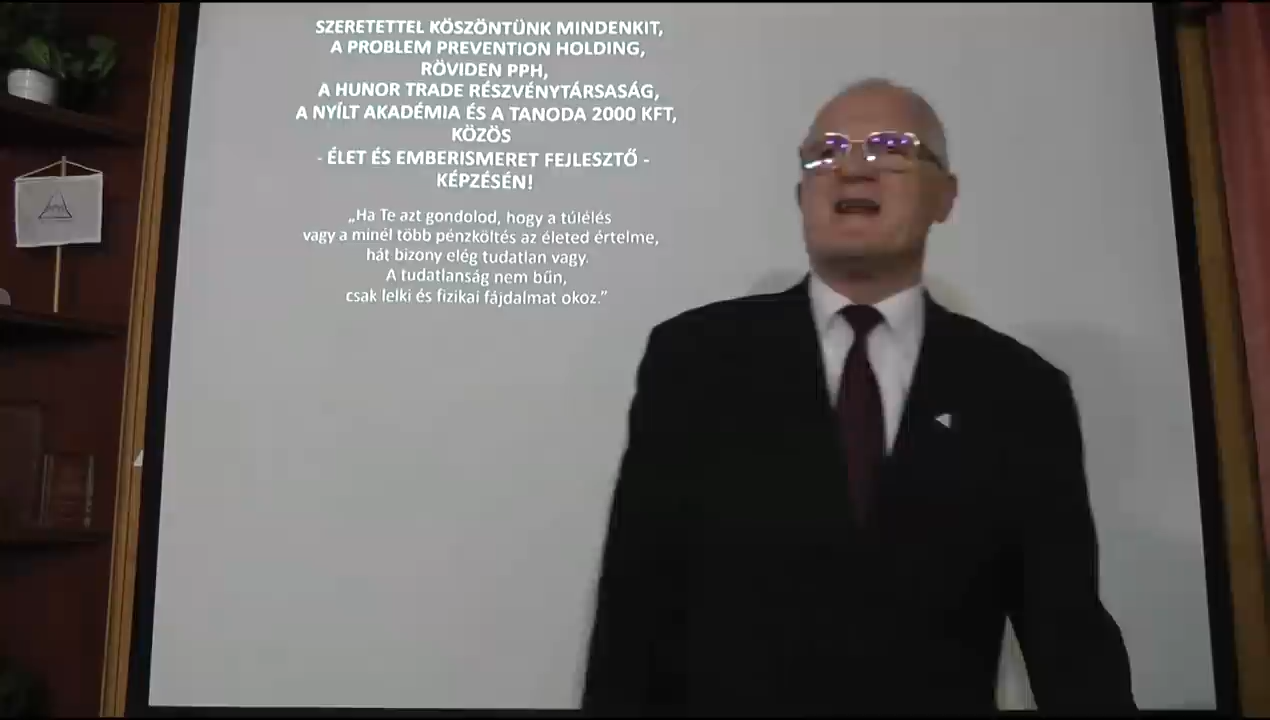 SZERETETTEL KÖSZÖNTÜNK MINDENKIT,
A PROBLEM PREVENTION HOLDING,
RÖVIDEN PPH,
A HUNOR TRADE RÉSZVÉNYTÁRSASÁG,
A NYÍLT AKADÉMIA ÉS A TANODA 2000 KFT,
KÖZÖS
- ÉLET ÉS EMBERISMERET FEJLESZTŐ -
KÉPZÉSÉN!
„Ha Te azt gondolod, hogy a túlélés
vagy a minél több pénzköltés az életed értelme,
hát bizony elég tudatlan vagy.
A tudatlanság nem bűn,
csak lelki és fizikai fájdalmat okoz.”